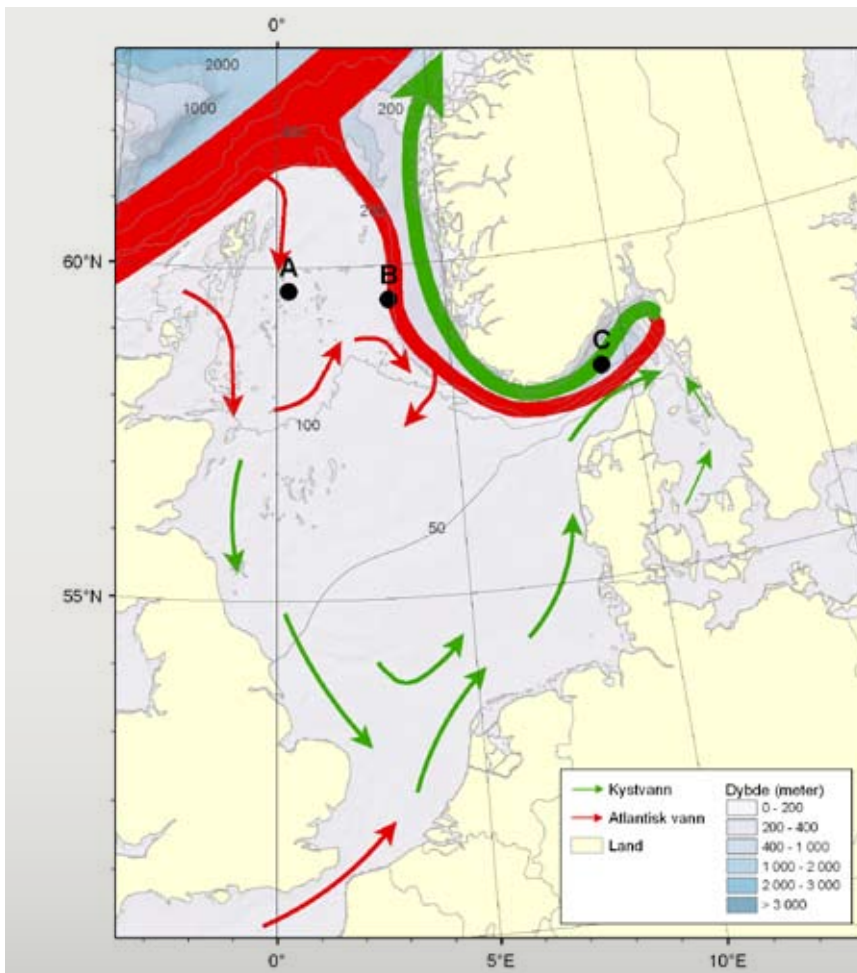 0°
2000
1000
200
200
60°N
A
B
C
100
50
55°N
Kystvann
Atlantisk vann
Land
Dybde (meter)
0 - 200
200 - 400
400 - 1 000
1 000 - 2 000
2 000 - 3 000
> 3 000
0°
5°E
10°E